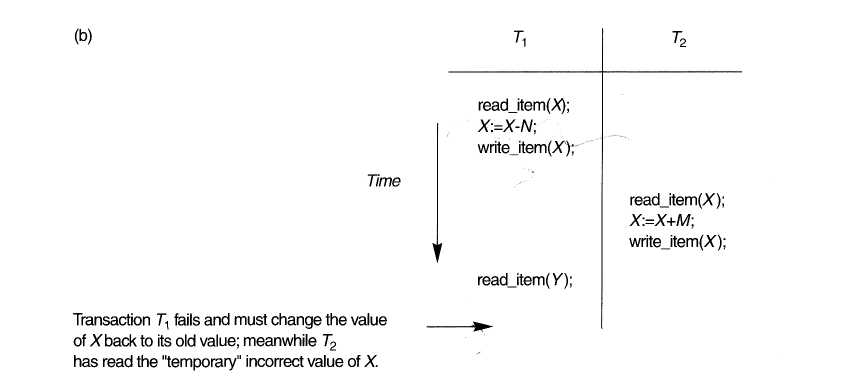 (b)
T1 T2
read_item(X);
X:=X-N;
write_item(X);
Time
read_item(X);
X:=X+M;
write_item(X);
read_item(Y);
Transaction T1 fails and must change the value
of X back to its old value; meanwhile T2
has read the "temporary" incorrect value of X.